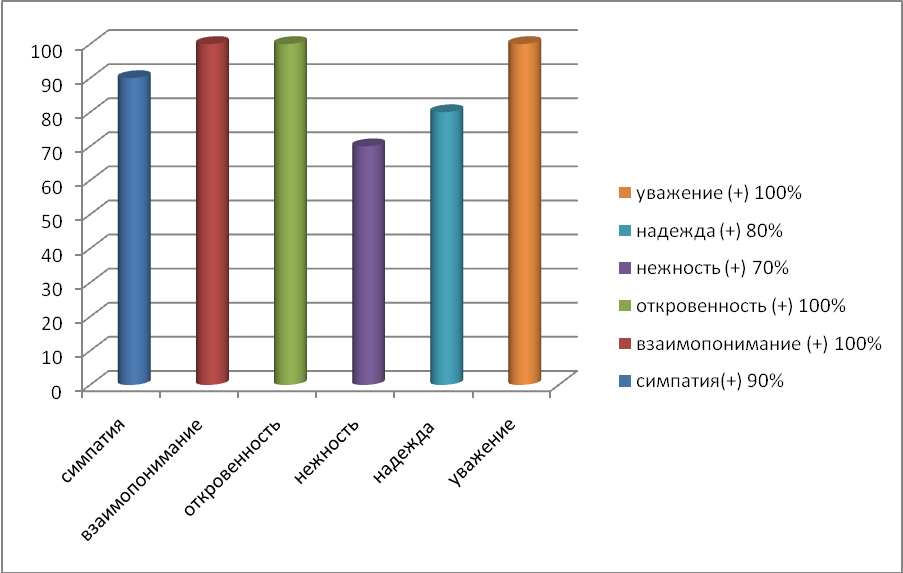 100
90
80
70
60
50
40
30
20
10
0
симпатия
взаимопонимание
откровенность
нежность
надежда
уважение
уважение (+) 100%
надежда (+) 80%
нежность (+) 70%
откровенность (+) 100%
взаимопонимание (+) 100%
симпатия(+) 90%